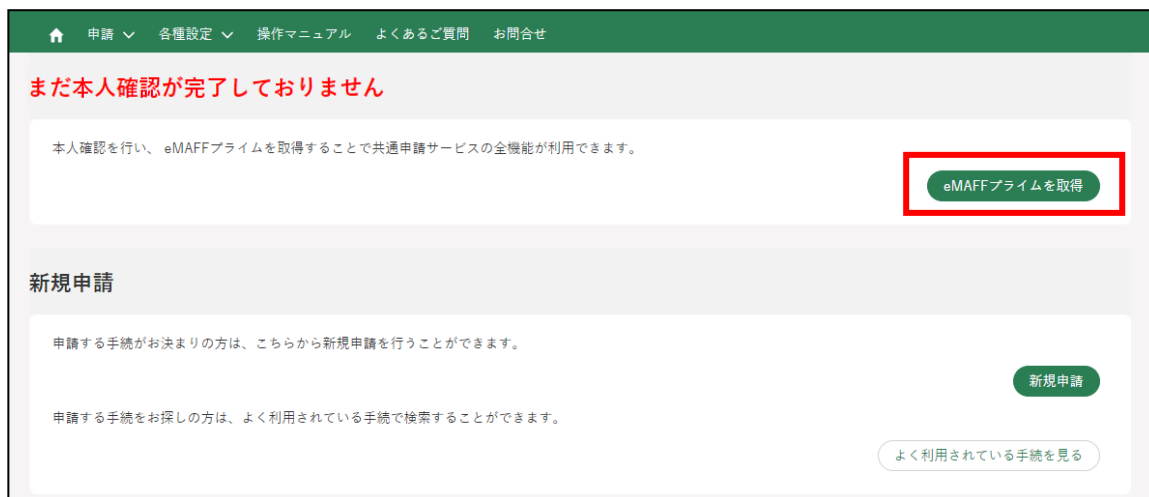 申請 各種設定 操作マニュアル よくあるご質問 お問合せ
まだ本人確認が完了しておりません
本人確認を行い、 eMAFFプライムを取得することで共通申請サービスの全機能が利用できます。
eMAFFプライムを取得
新規申請
申請する手続がお決まりの方は、こちらから新規申請を行うことができます。
新規申請
申請する手続をお探しの方は、よく利用されている手続で検索することができます。
よく利用されている手続を見る